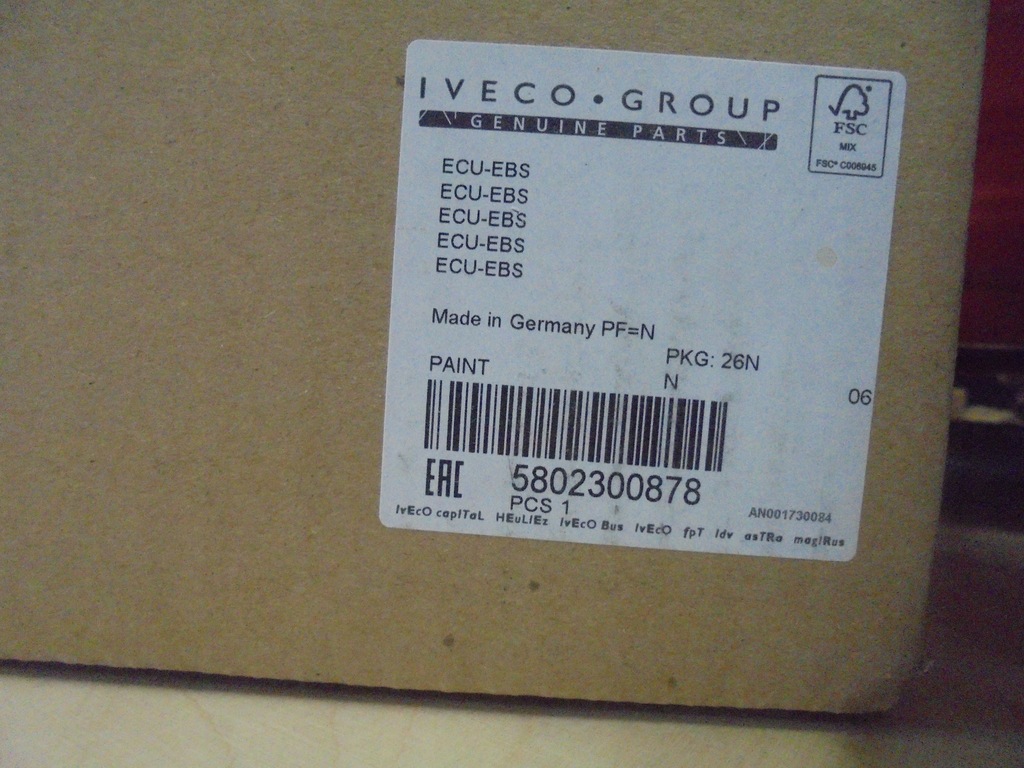 IVECO • GROUP
GENUINE PARTS
FSC
MIX
FSC® C008945
ECU-EBS
ECU-EBS
ECU-EBS
ECU-EBS
ECU-EBS
Made in Germany PF=N
PAINT
PKG: 26N
N
06
EAC
5802300878
PCS 1
AN001730084
IvEcO capITaL HEuLIEz IvEcO Bus IvEcO fpT Idv asTRa magIRus